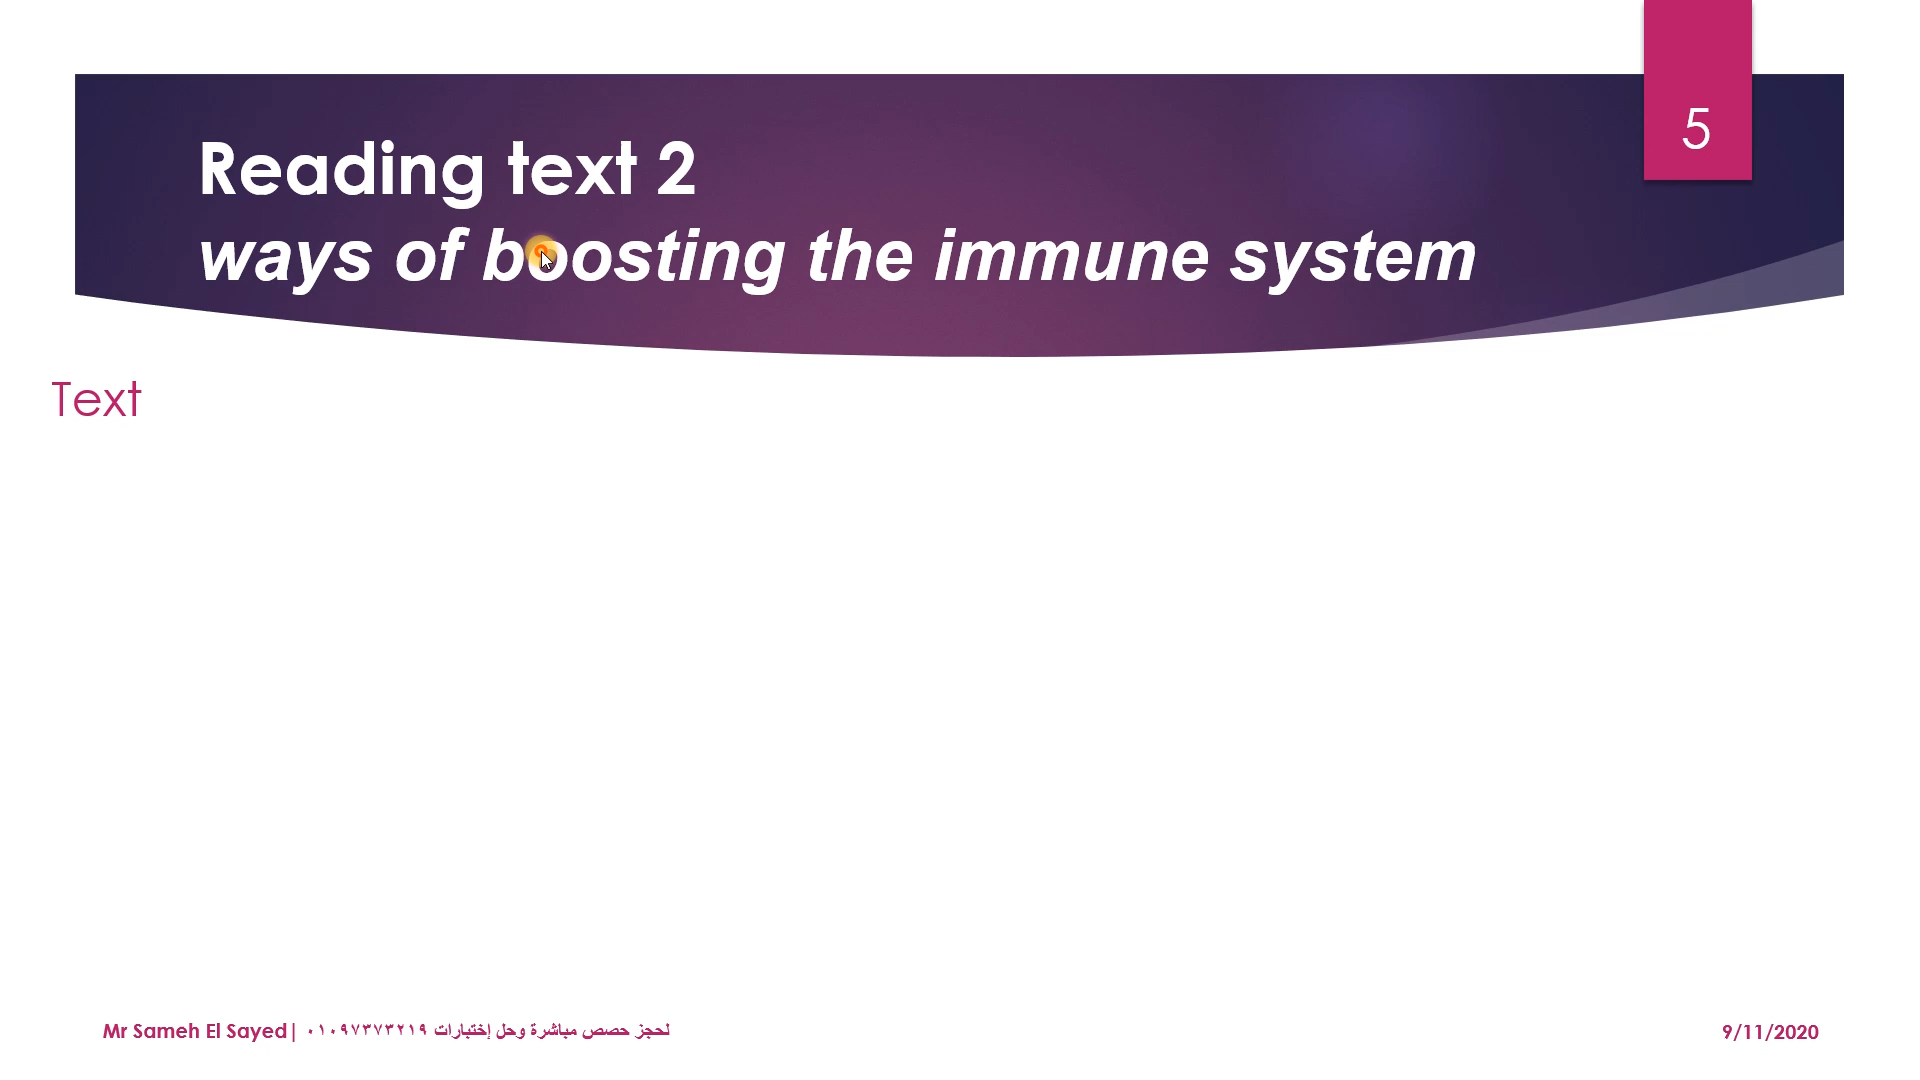 5
Reading text 2
ways of boosting the immune system
Text
Mr Sameh El Sayed| لحجز حصص مباشرة وحل إختبارات ٠١٠٩٧٣٧٣٢١٩
9/11/2020